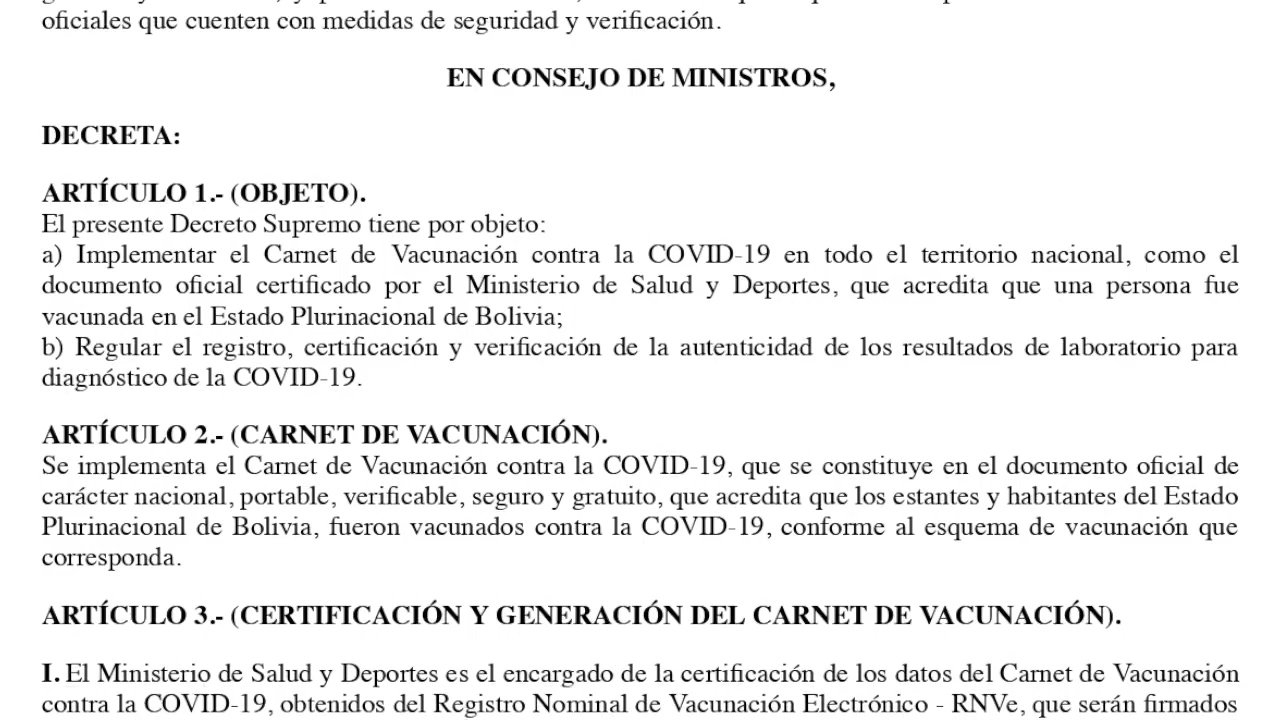 oficiales que cuenten con medidas de seguridad y verificación.
EN CONSEJO DE MINISTROS,
DECRETA:
ARTÍCULO 1.- (OBJETO).
El presente Decreto Supremo tiene por objeto:
a) Implementar el Carnet de Vacunación contra la COVID-19 en todo el territorio nacional, como el
documento oficial certificado por el Ministerio de Salud y Deportes, que acredita que una persona fue
vacunada en el Estado Plurinacional de Bolivia;
b) Regular el registro, certificación y verificación de la autenticidad de los resultados de laboratorio para
diagnóstico de la COVID-19.
ARTÍCULO 2.- (CARNET DE VACUNACIÓN).
Se implementa el Carnet de Vacunación contra la COVID-19, que se constituye en el documento oficial de
carácter nacional, portable, verificable, seguro y gratuito, que acredita que los estantes y habitantes del Estado
Plurinacional de Bolivia, fueron vacunados contra la COVID-19, conforme al esquema de vacunación que
corresponda.
ARTÍCULO 3.- (CERTIFICACIÓN Y GENERACIÓN DEL CARNET DE VACUNACIÓN).
I. El Ministerio de Salud y Deportes es el encargado de la certificación de los datos del Carnet de Vacunación
contra la COVID-19, obtenidos del Registro Nominal de Vacunación Electrónico - RNVe, que serán firmados